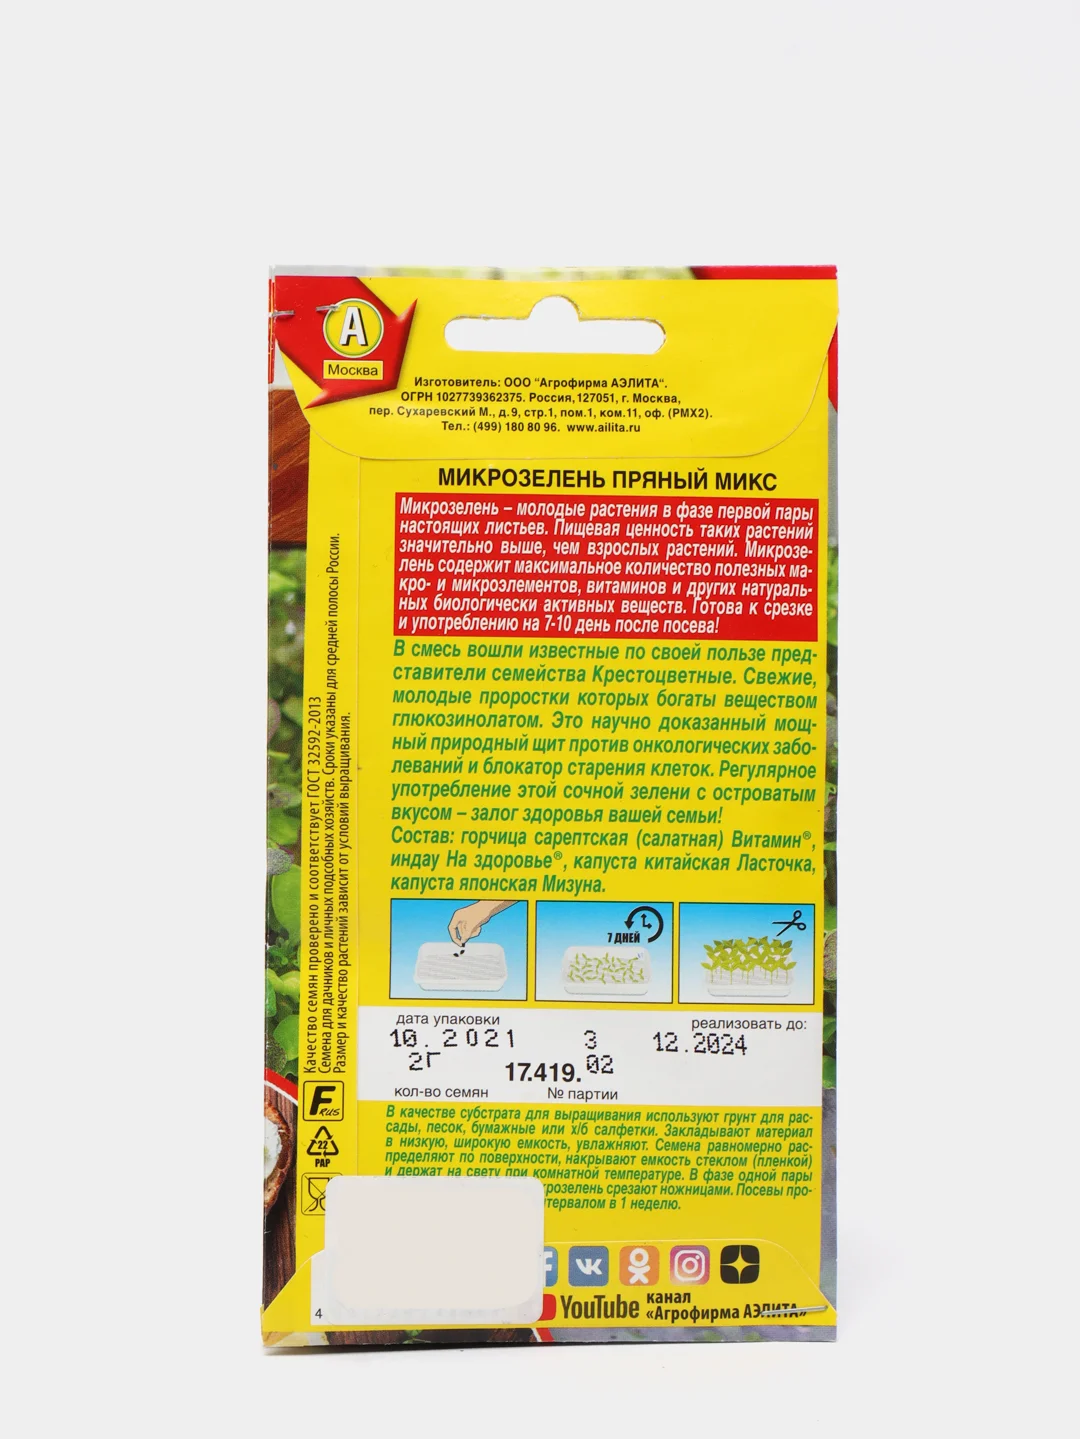 А
Москва
Изготовитель: ООО "Агрофирма АЭЛИТА".
ОГРН 1027739362375. Россия,127051, г. Москва,
пер. Сухаревский М., д.9, стр.1, пом.1, ком.11, оф. (РМХ2).
Тел.: (499) 180 80 96. www.ailita.ru
МИКРОЗЕЛЕНЬ ПРЯНЫЙ МИКС
Микрозелень – молодые растения в фазе первой пары
настоящих листьев. Пищевая ценность таких растений
значительно выше, чем взрослых растений. Микрозе-
лень содержит максимальное количество полезных ма-
кро- и микроэлементов, витаминов и других натураль-
ных биологически активных веществ. Готова к срезке
и употреблению на 7-10 день после посева!
В смесь вошли известные по своей пользе пред-
ставители семейства Крестоцветные. Свежие,
молодые проростки которых богаты веществом
глюкозинолатом. Это научно доказанный мощ-
ный природный щит против онкологических забо-
леваний и блокатор старения клеток. Регулярное
употребление этой сочной зелени с островатым
вкусом – залог здоровья вашей семьи!
Состав: горчица сарептская (салатная) Витамин®,
индау На здоровье®, капуста китайская Ласточка,
капуста японская Мизуна.
7 ДНЕЙ
дата упаковки
реализовать до:
10.2021 3 12.2024
2Г 17.419. 02
кол-во семян № партии
В качестве субстрата для выращивания используют грунт для рас-
сады, песок, бумажные или х/б салфетки. Закладывают материал
в низкую, широкую емкость, увлажняют. Семена равномерно рас-
пределяют по поверхности, накрывают емкость стеклом (пленкой)
и держат на свету при комнатной температуре. В фазе одной пары
срезают ножницами. Посевы про-
в 1 неделю.
Качество семян проверено и соответствует ГОСТ 32592-2013
Семена для дачников и личных подсобных хозяйств. Сроки указаны для средней полосы России.
Размер и качество растений зависит от условий выращивания.
F RUS
22
PAP
4
YouTube канал
«Агрофирма АЭЛИТА»